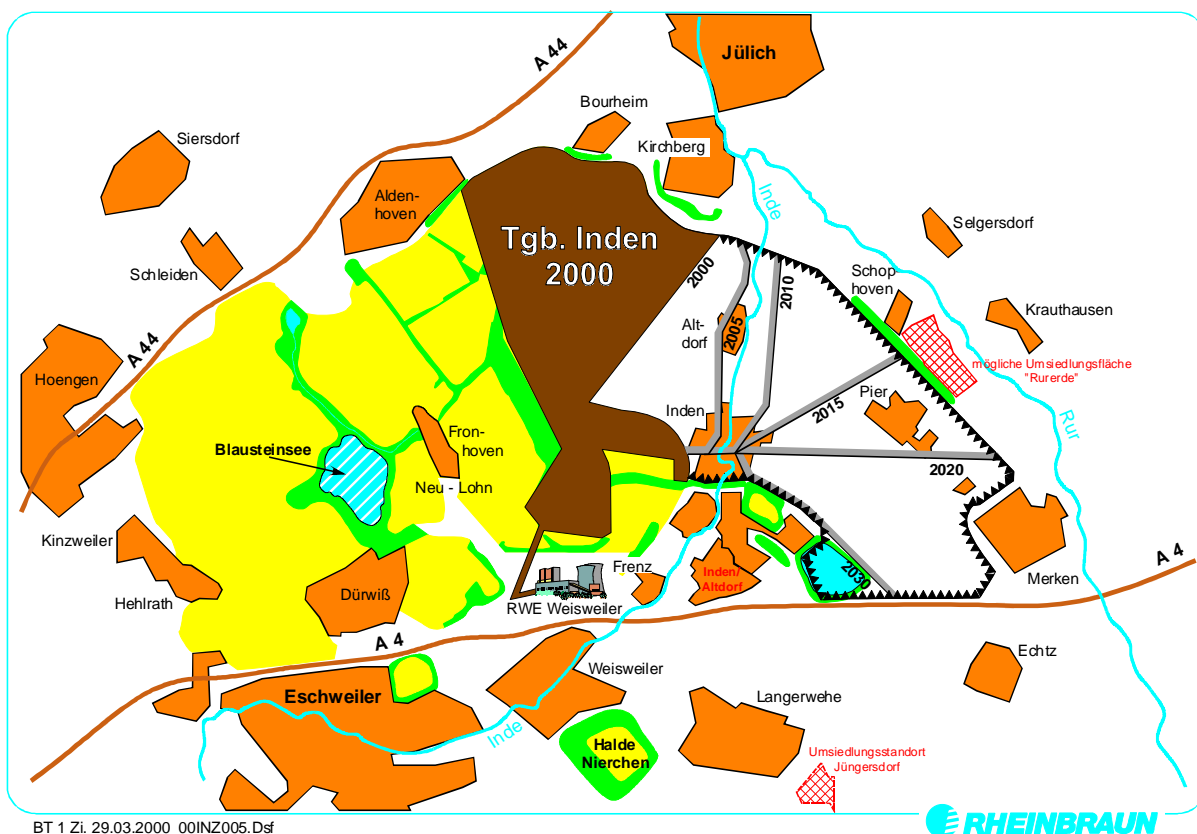 A 44
Jülich
Bourheim
Siersdorf
Kirchberg
Alden-
hoven
Inde
Tgb. Inden
2000
Selgersdorf
Schleiden
2000
2010
Schop
hoven
Krauthausen
A 44
Alt-
dorf
2005
Hoengen
mögliche Umsiedlungsfläche
"Rurerde"
Pier
Inden
2015
Rur
Blausteinsee
Fron-
hoven
2020
Neu - Lohn
Kinzweiler
Frenz
Inden/
Altdorf
2030
A 4
Hehlrath
Dürwiß
RWE Weisweiler
Merken
A 4
Echtz
Weisweiler
Eschweiler
Langerwehe
Inde
Halde
Nierchen
Umsiedlungsstandort
Jüngersdorf
BT 1 Zi. 29.03.2000 00INZ005.Dsf
RHEINBRAUN